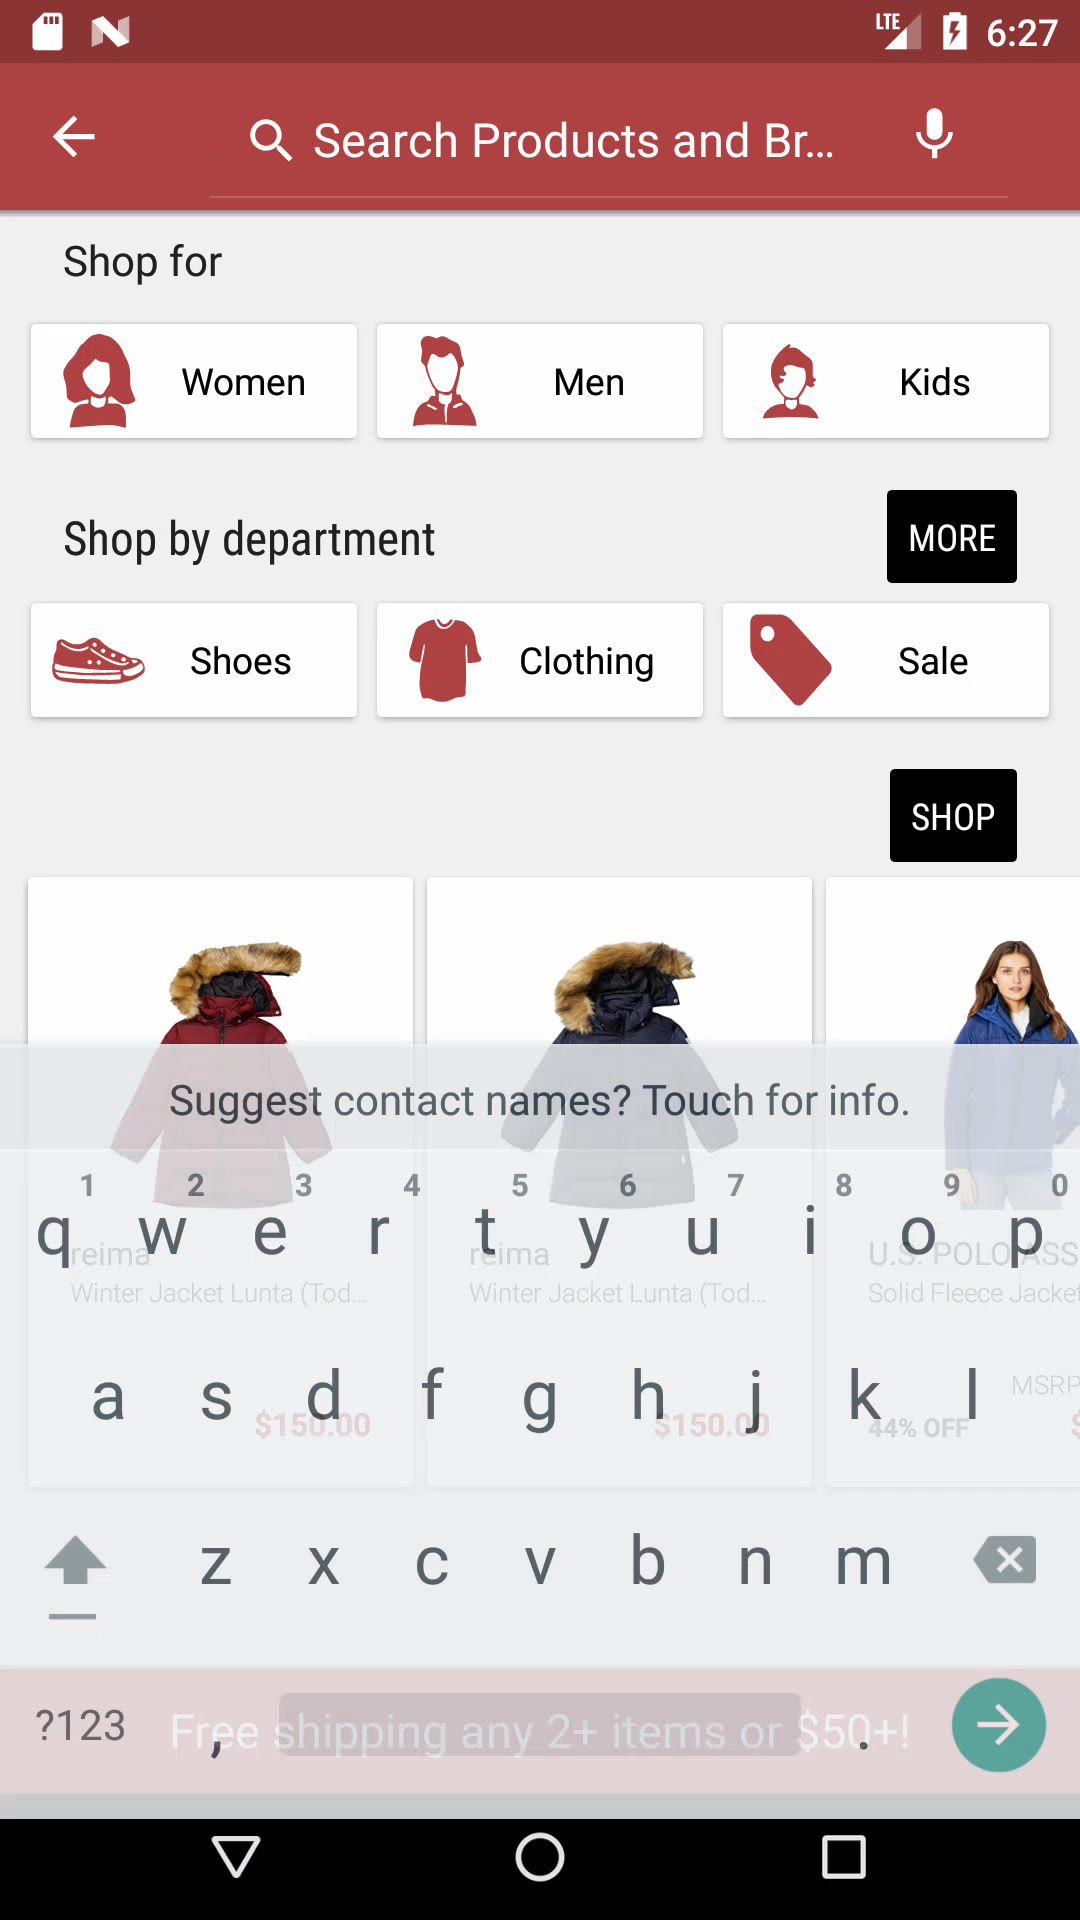 LTE 6:27
Search Products and Br...
Shop for
Women Men Kids
Shop by department MORE
Shoes Clothing Sale
SHOP
Suggest contact names? Touch for info.
1 2 3 4 5 6 7 8 9 0
q w e r t y u i o p
reima reima U.S. POLO ASS
Winter Jacket Lunta (Tod... Winter Jacket Lunta (Tod... Solid Fleece Jacket
a s d f g h j k l
MSRP
$150.00 $150.00 44% OFF $
z x c v b n m
?123 , .
Free shipping any 2+ items or $50+!